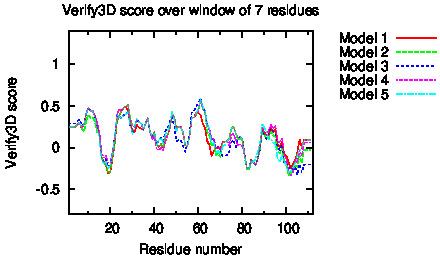 Verify3D score over window of 7 residues
Model 1
Model 2
Model 3
Model 4
Model 5
1
0.5
0
-0.5
Verify3D score
20 40 60 80 100
Residue number